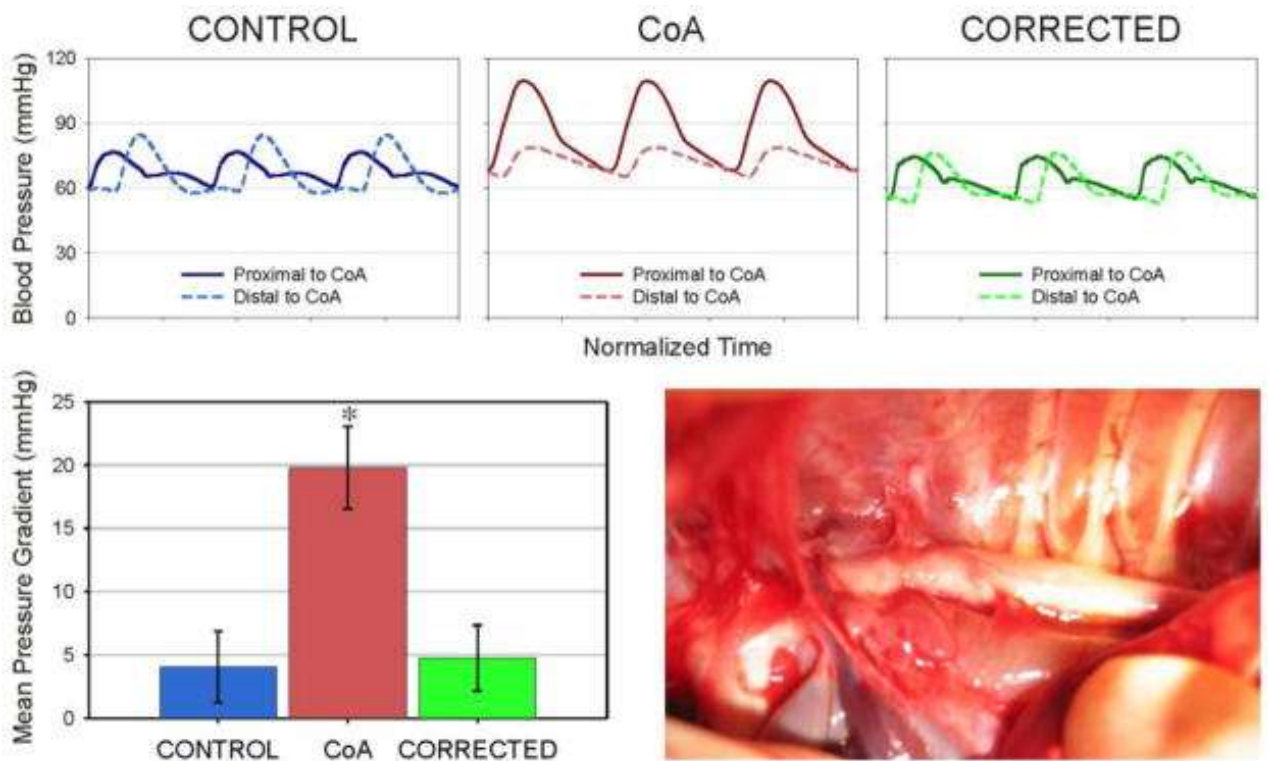 CONTROL
CoA
CORRECTED
Blood Pressure (mmHg)
120
90
60
30
0
Proximal to CoA
Distal to CoA
Proximal to CoA
Distal to CoA
Proximal to CoA
Distal to CoA
Normalized Time
Mean Pressure Gradient (mmHg)
25
20
15
10
5
0
*
CONTROL
CoA
CORRECTED